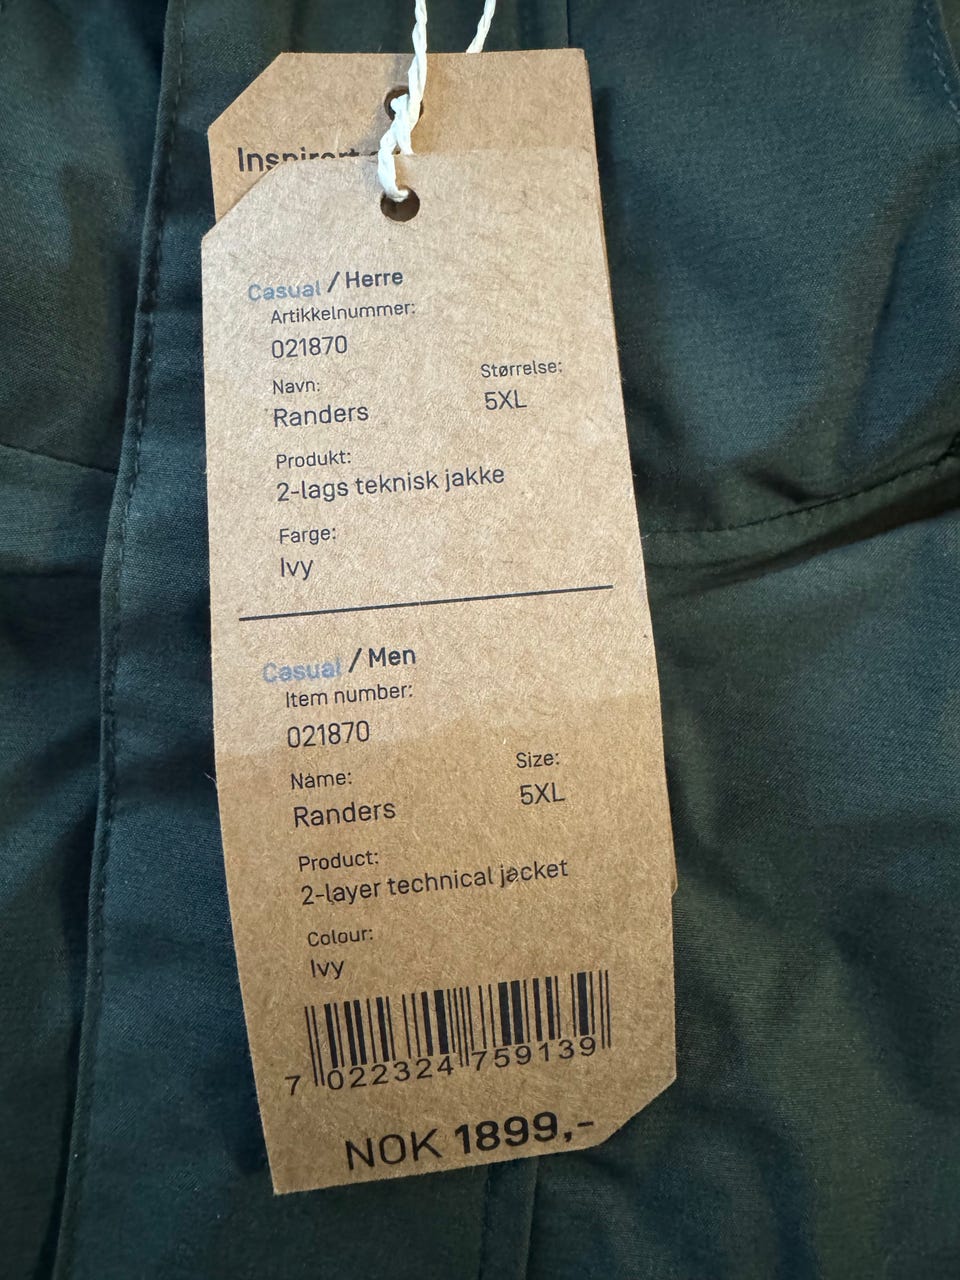 Casual / Herre
Artikkelnummer:
021870
Navn:
Randers
Størrelse:
5XL
Produkt:
2-lags teknisk jakke
Farge:
Ivy
Casual / Men
Item number:
021870
Name:
Randers
Size:
5XL
Product:
2-layer technical jacket
Colour:
Ivy
7 022324 759139
NOK 1899,-